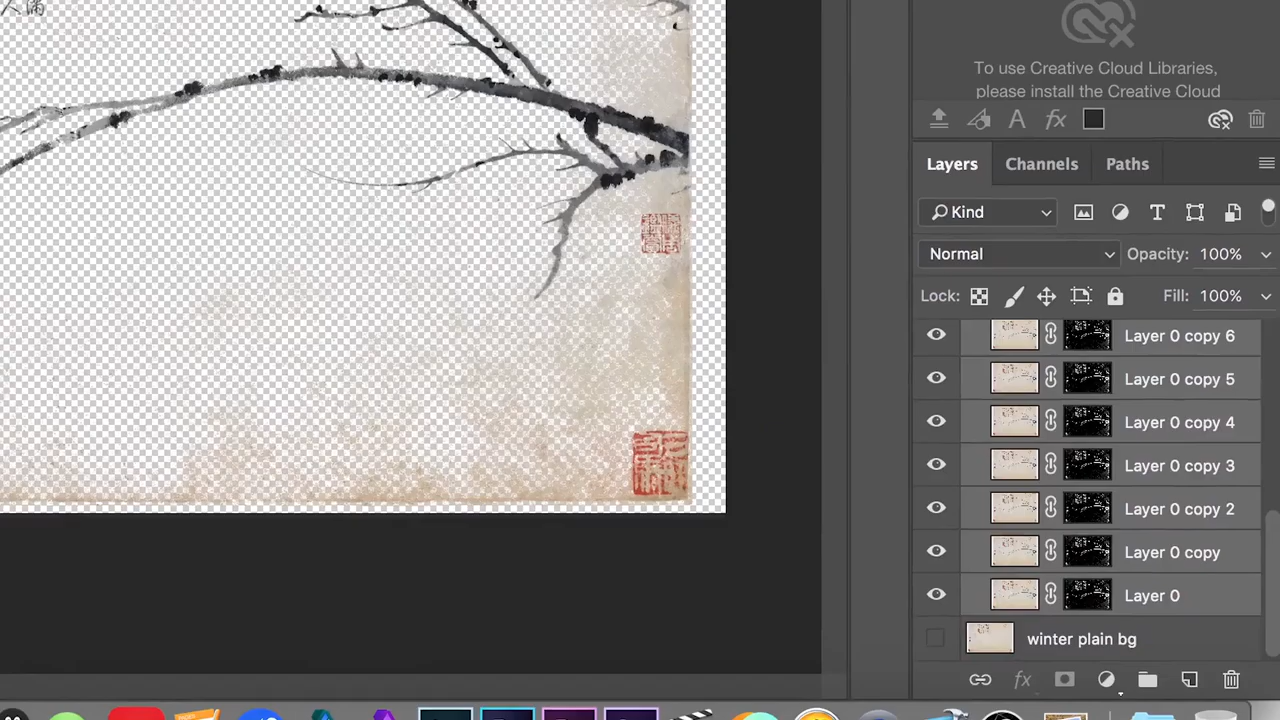 To use Creative Cloud Libraries,
please install the Creative Cloud
Layers Channels Paths
Kind
Normal Opacity: 100%
Lock: Fill: 100%
Layer 0 copy 6
Layer 0 copy 5
Layer 0 copy 4
Layer 0 copy 3
Layer 0 copy 2
Layer 0 copy
Layer 0
winter plain bg